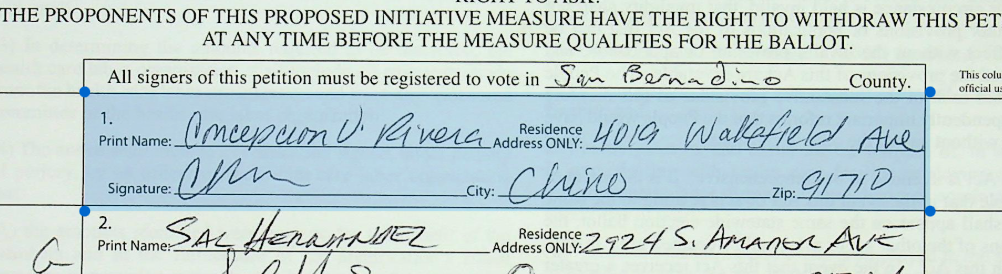 RIGHT TO ASK.
THE PROPONENTS OF THIS PROPOSED INITIATIVE MEASURE HAVE THE RIGHT TO WITHDRAW THIS PET
AT ANY TIME BEFORE THE MEASURE QUALIFIES FOR THE BALLOT.
All signers of this petition must be registered to vote in San Bernadino County.
This colu
official us
1.
Print Name: Concepcion V. Rivera Residence Address ONLY: 4019 Wakefield Ave
Signature: City: Chino Zip: 91710
2.
Print Name: SAL HERNANDEZ Residence Address ONLY: 2924 S. AMADOR AVE